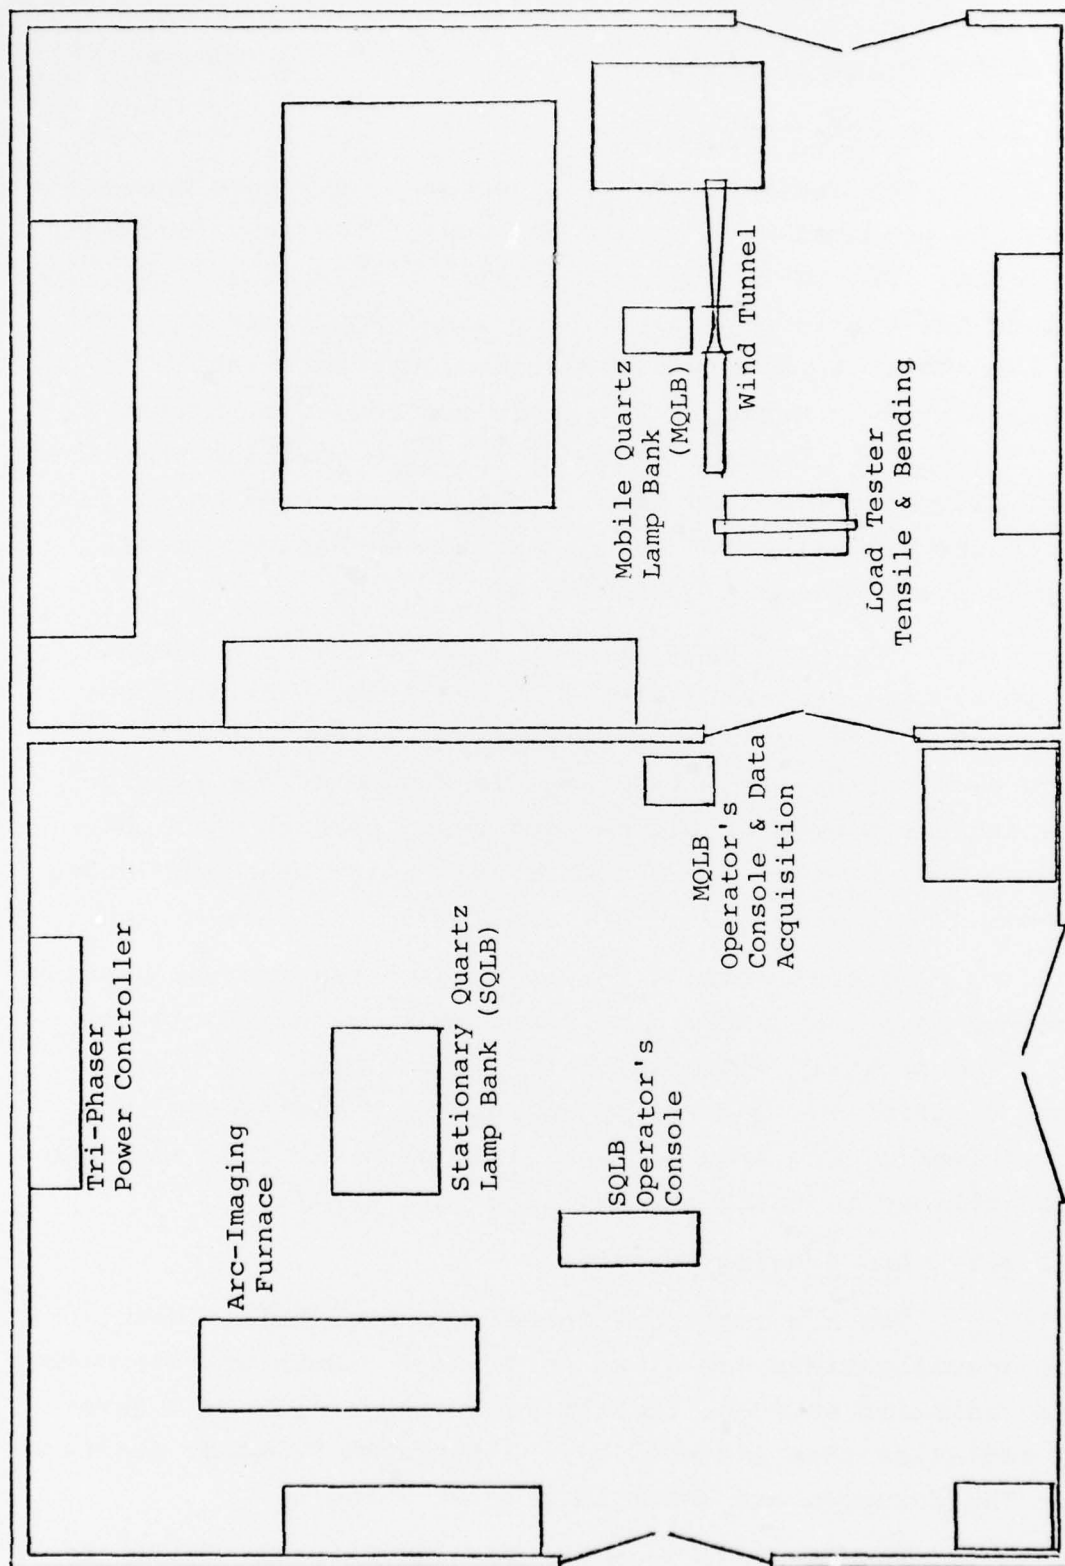 Tri-Phaser
Power Controller
Arc-Imaging
Furnace
Stationary Quartz
Lamp Bank (SQLB)
SQLB
Operator's
Console
MQLB
Operator's
Console & Data
Acquisition
Mobile Quartz
Lamp Bank
(MQLB)
Wind Tunnel
Load Tester
Tensile & Bending